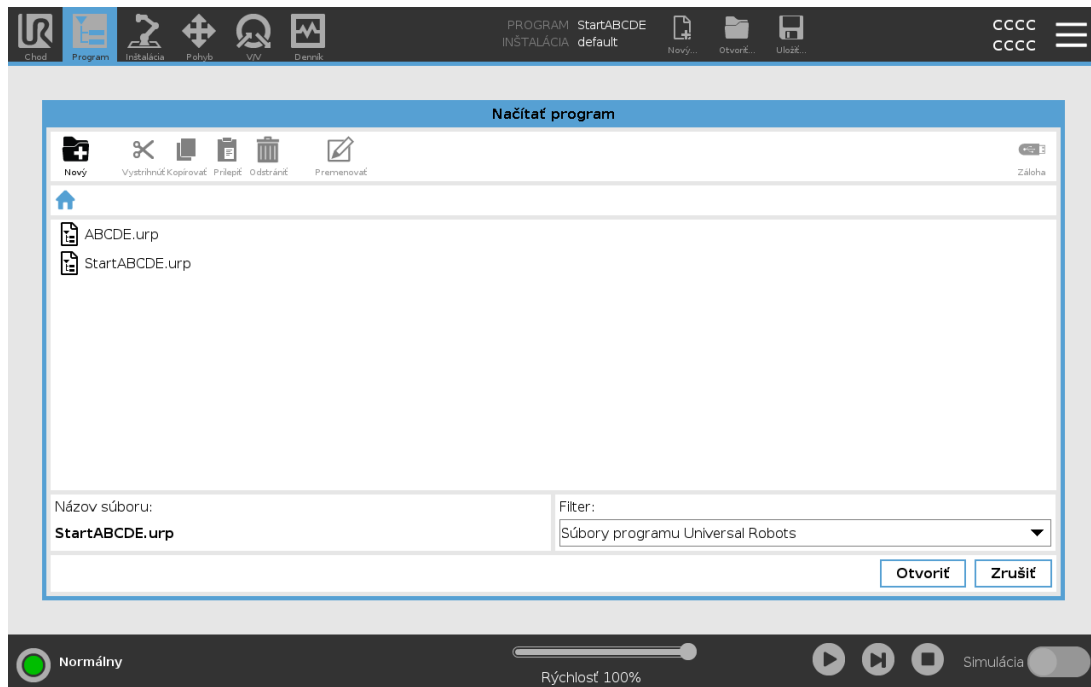 PROGRAM StartABCDE
INŠTALÁCIA default
CCCC
CCCC
Chod Program Inštalácia Pohyb V/V Denník Nový... Otvoriť... Uložiť...
Načítať program
Nový Vystrihnúť Kopírovať Prilepiť Odstrániť Premenovať Záloha
ABCDE.urp
StartABCDE.urp
Názov súboru: Filter:
StartABCDE.urp Súbory programu Universal Robots
Otvoriť Zrušiť
Normálny
Rýchlosť 100%
Simulácia